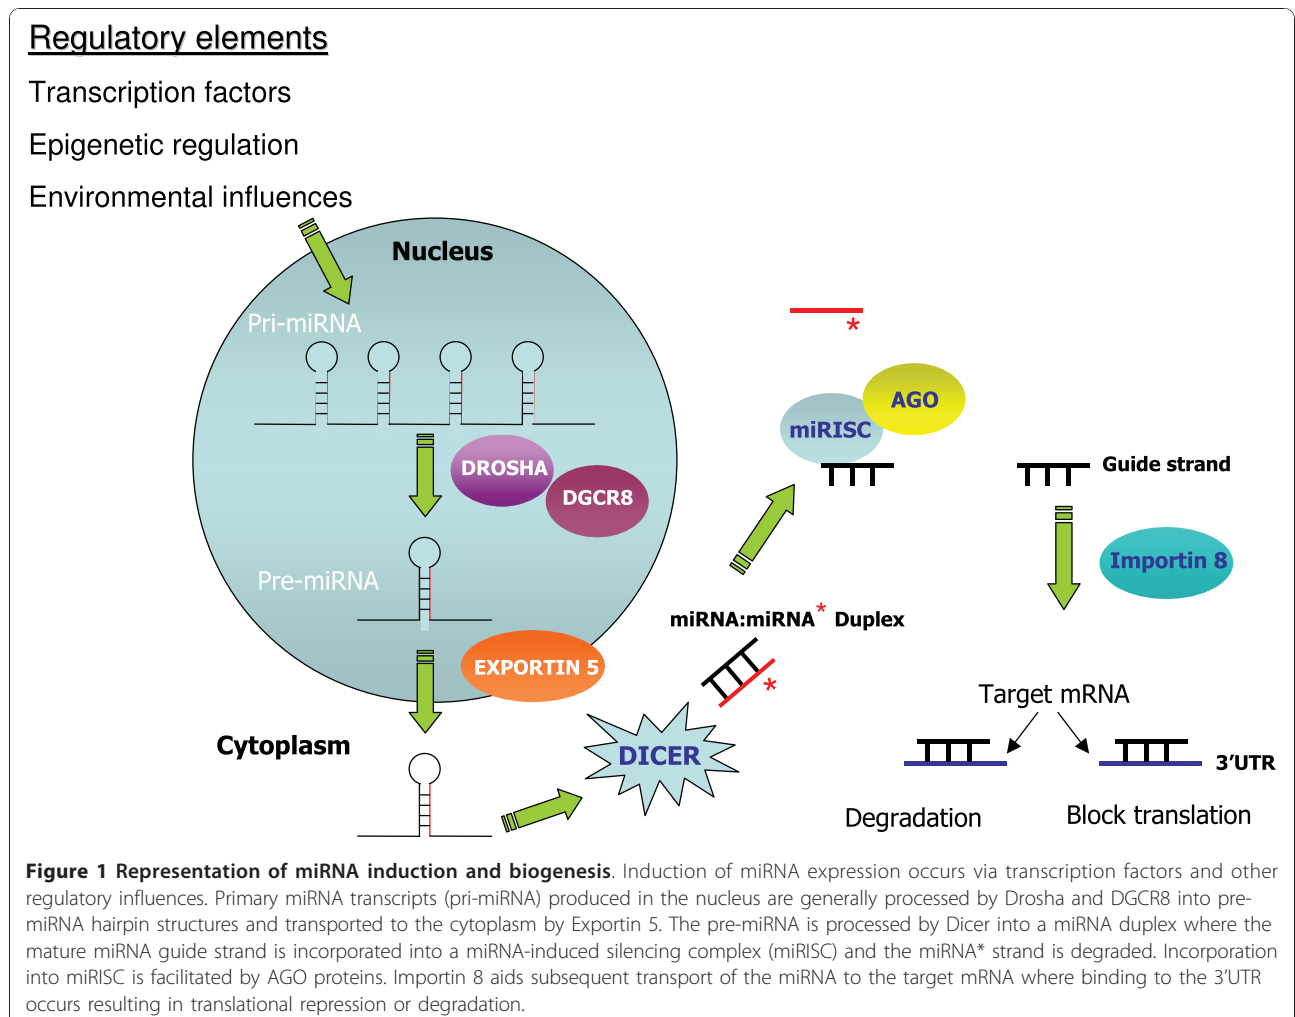 Regulatory elements
Transcription factors
Epigenetic regulation
Environmental influences
Nucleus
Pri-miRNA
*
AGO
miRISC
DROSHA
DGCR8
Guide strand
Importin 8
Pre-miRNA
miRNA:miRNA* Duplex
EXPORTIN 5
*
Target mRNA
Cytoplasm
DICER
3’UTR
Degradation
Block translation
Figure 1 Representation of miRNA induction and biogenesis. Induction of miRNA expression occurs via transcription factors and other
regulatory influences. Primary miRNA transcripts (pri-miRNA) produced in the nucleus are generally processed by Drosha and DGCR8 into pre-
miRNA hairpin structures and transported to the cytoplasm by Exportin 5. The pre-miRNA is processed by Dicer into a miRNA duplex where the
mature miRNA guide strand is incorporated into a miRNA-induced silencing complex (miRISC) and the miRNA* strand is degraded. Incorporation
into miRISC is facilitated by AGO proteins. Importin 8 aids subsequent transport of the miRNA to the target mRNA where binding to the 3’UTR
occurs resulting in translational repression or degradation.